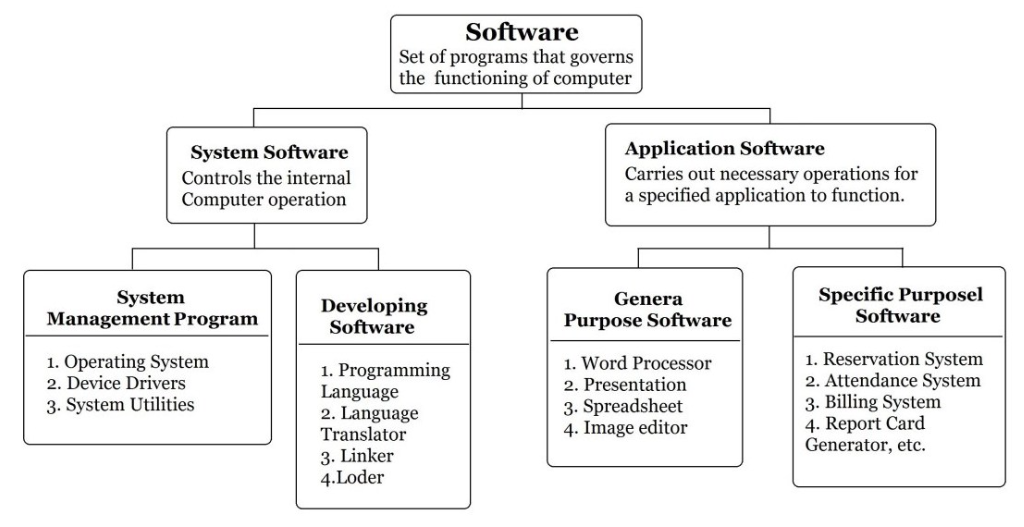 Software
Set of programs that governs
the functioning of computer
System Software
Controls the internal
Computer operation
Application Software
Carries out necessary operations for
a specified application to function.
System
Management Program
1. Operating System
2. Device Drivers
3. System Utilities
Developing
Software
1. Programming
Language
2. Language
Translator
3. Linker
4.Loder
Genera
Purpose Software
1. Word Processor
2. Presentation
3. Spreadsheet
4. Image editor
Specific Purposel
Software
1. Reservation System
2. Attendance System
3. Billing System
4. Report Card
Generator, etc.